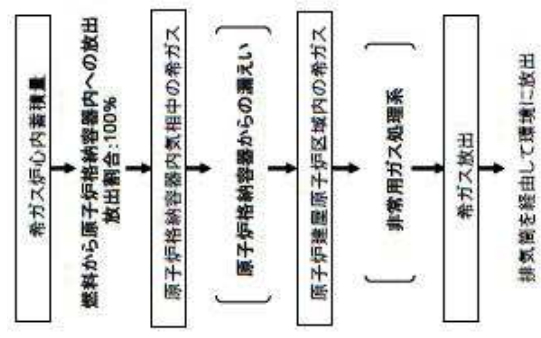 希ガス炉心内蓄積量
燃料から原子炉格納容器内への放出
放出割合：100%
原子炉格納容器内気相中の希ガス
原子炉格納容器からの漏えい
原子炉建屋原子炉区域内の希ガス
非常用ガス処理系
希ガス放出
排気筒を経由して環境に放出